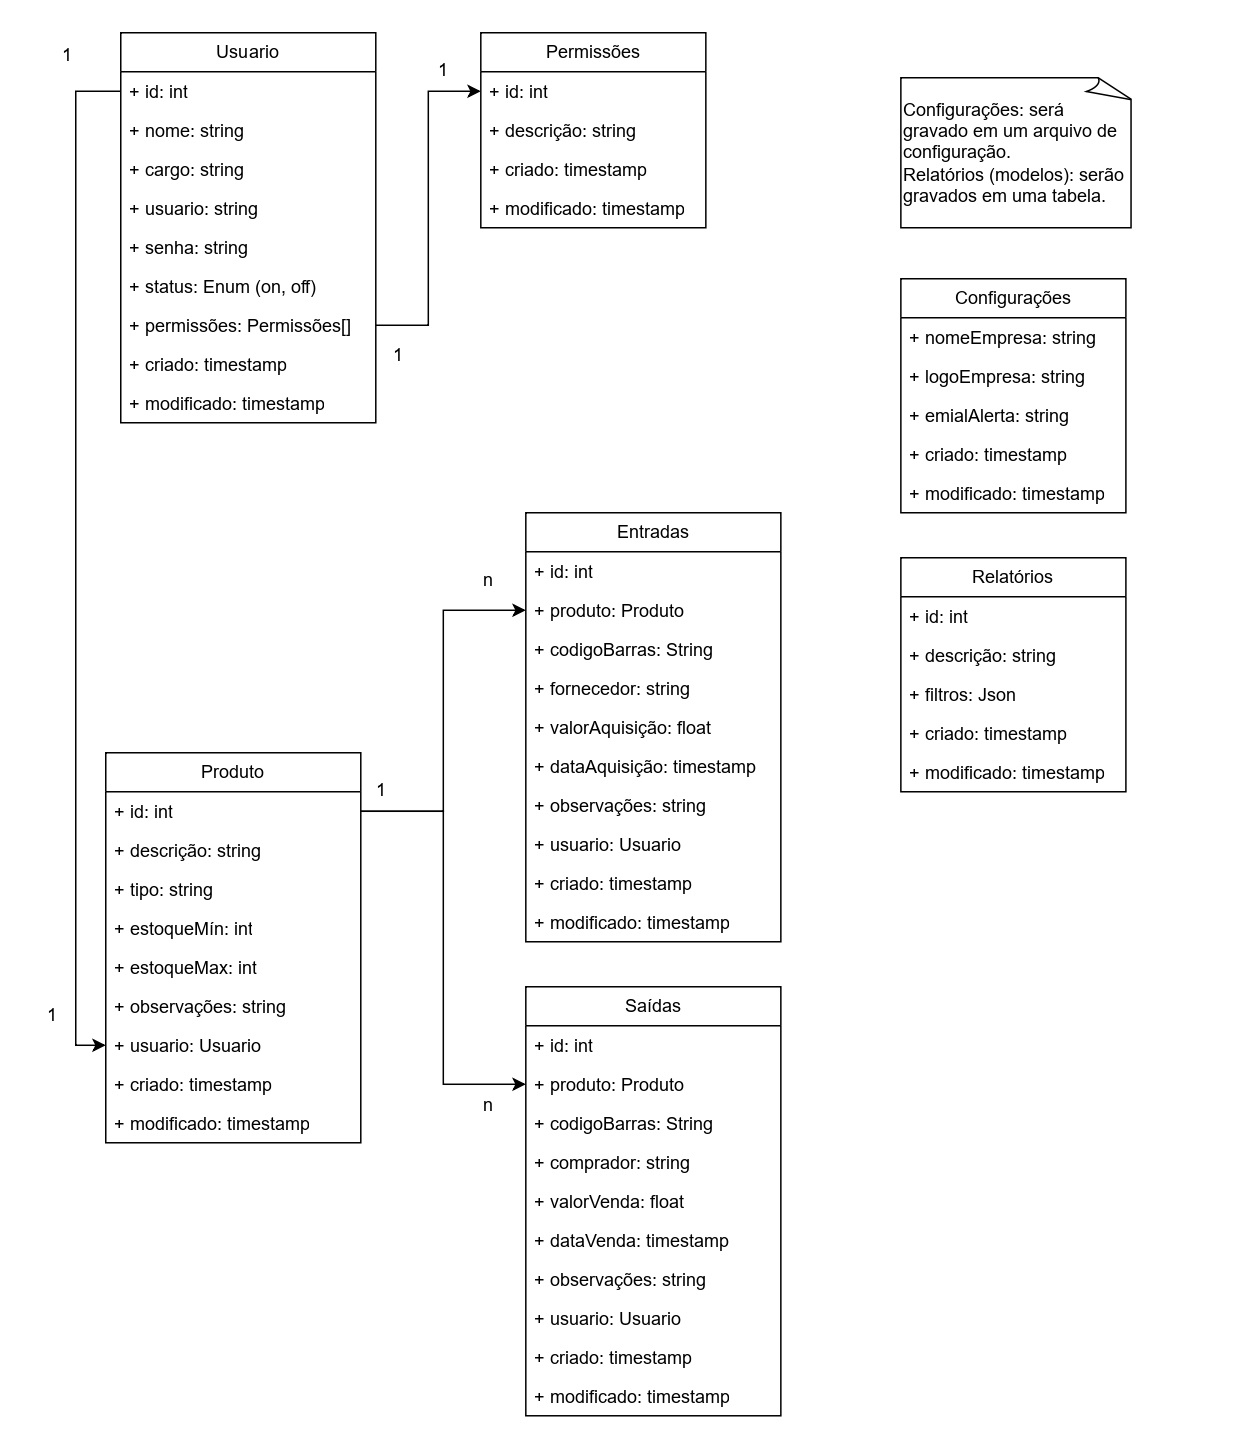 1
Usuario
+ id: int
+ nome: string
+ cargo: string
+ usuario: string
+ senha: string
+ status: Enum (on, off)
+ permissões: Permissões[]
+ criado: timestamp
+ modificado: timestamp
1
1
Permissões
+ id: int
+ descrição: string
+ criado: timestamp
+ modificado: timestamp
Configurações: será
gravado em um arquivo de
configuração.
Relatórios (modelos): serão
gravados em uma tabela.
Configurações
+ nomeEmpresa: string
+ logoEmpresa: string
+ emialAlerta: string
+ criado: timestamp
+ modificado: timestamp
Relatórios
+ id: int
+ descrição: string
+ filtros: Json
+ criado: timestamp
+ modificado: timestamp
n
Entradas
+ id: int
+ produto: Produto
+ codigoBarras: String
+ fornecedor: string
+ valorAquisição: float
+ dataAquisição: timestamp
+ observações: string
+ usuario: Usuario
+ criado: timestamp
+ modificado: timestamp
1
1
Produto
+ id: int
+ descrição: string
+ tipo: string
+ estoqueMín: int
+ estoqueMax: int
+ observações: string
+ usuario: Usuario
+ criado: timestamp
+ modificado: timestamp
n
Saídas
+ id: int
+ produto: Produto
+ codigoBarras: String
+ comprador: string
+ valorVenda: float
+ dataVenda: timestamp
+ observações: string
+ usuario: Usuario
+ criado: timestamp
+ modificado: timestamp